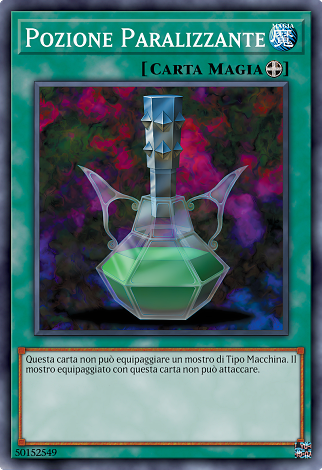 POZIONE PARALIZZANTE
MAGIA
[CARTA MAGIA]
Questa carta non può equipaggiare un mostro di Tipo Macchina. Il
mostro equipaggiato con questa carta non può attaccare.
50152549